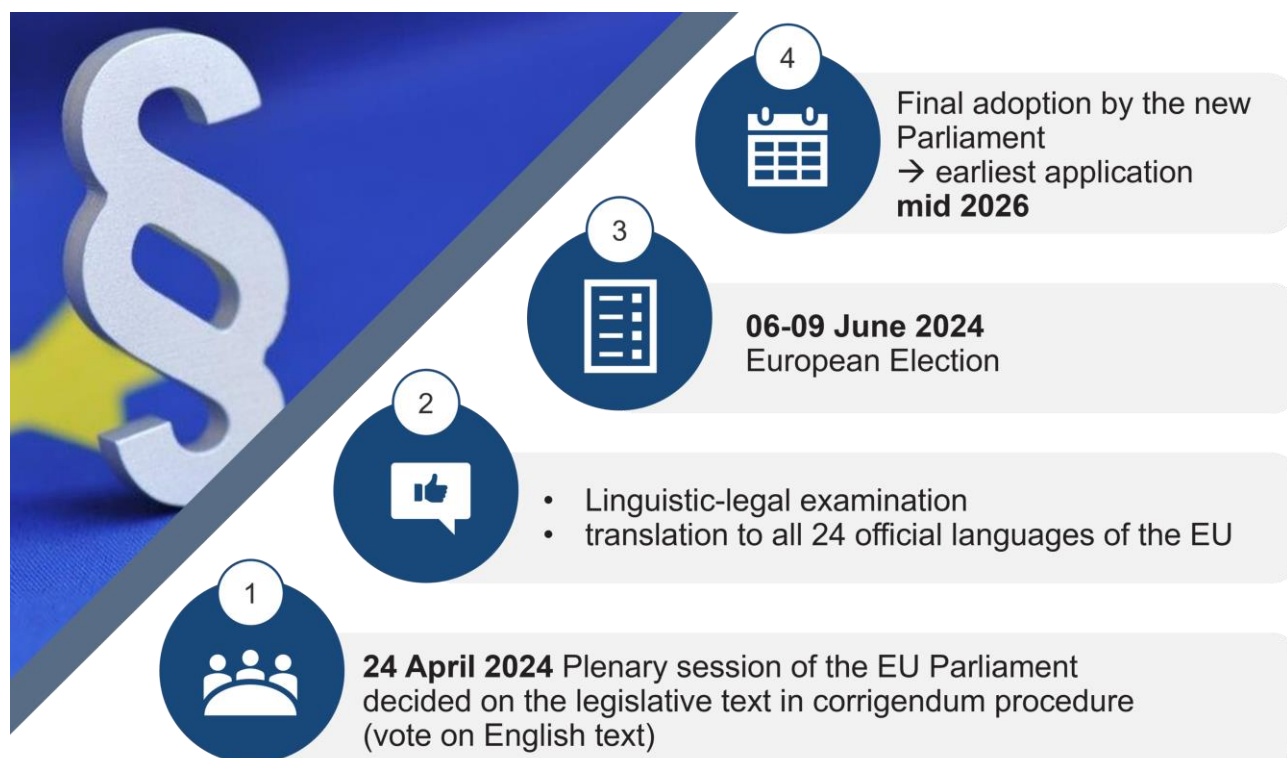 4
Final adoption by the new
Parliament
→ earliest application
mid 2026
3
06-09 June 2024
European Election
2
• Linguistic-legal examination
• translation to all 24 official languages of the EU
1
24 April 2024 Plenary session of the EU Parliament
decided on the legislative text in corrigendum procedure
(vote on English text)
§